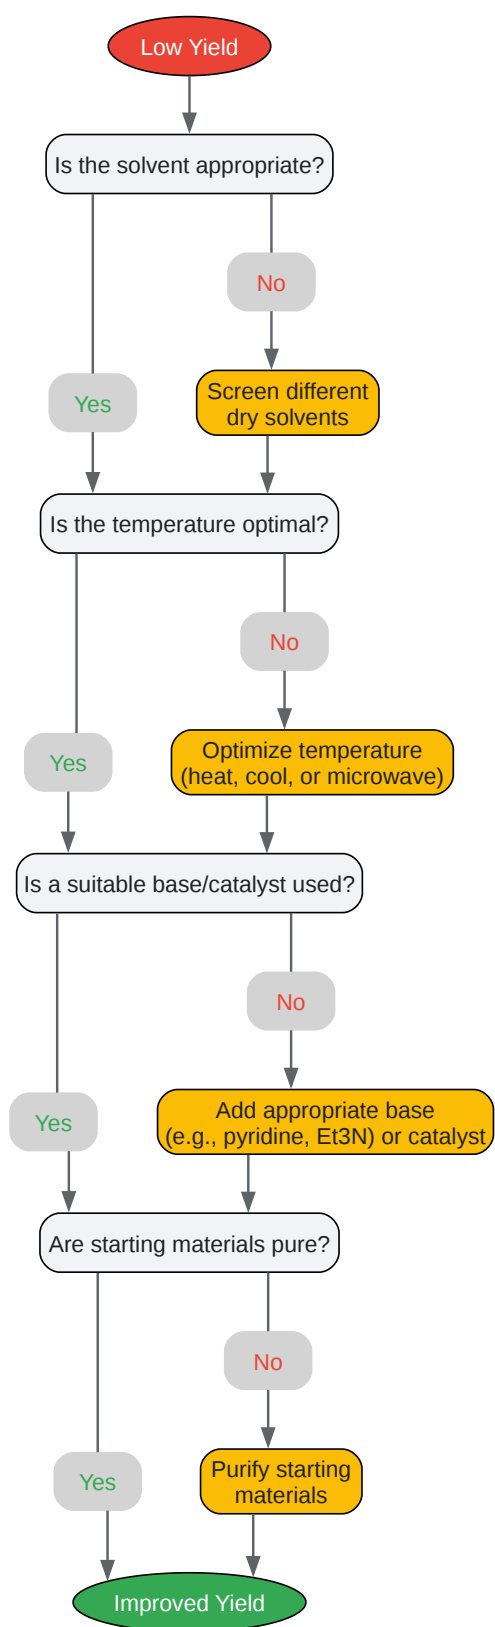 Low Yield
Is the solvent appropriate?
No
Screen different
dry solvents
Yes
Is the temperature optimal?
No
Optimize temperature
(heat, cool, or microwave)
Yes
Is a suitable base/catalyst used?
No
Add appropriate base
(e.g., pyridine, Et3N) or catalyst
Yes
Are starting materials pure?
No
Purify starting
materials
Yes
Improved Yield